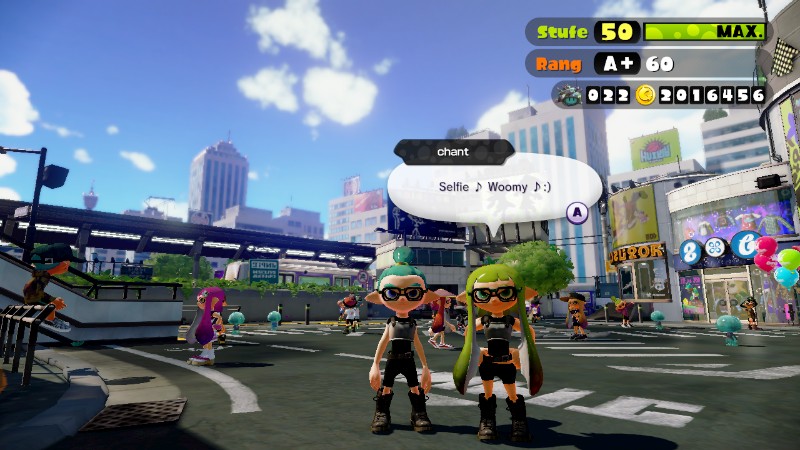 Stufe 50 MAX.
Rang A+ 60
022 2016456
chant
Selfie ♪ Woomy ♪:)
A